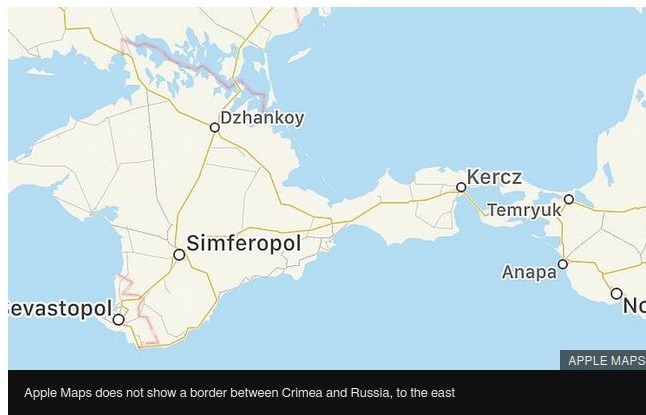 Dzhankoy
Kercz
Temryuk
Simferopol
Anapa
evastopol
No
APPLE MAPS
Apple Maps does not show a border between Crimea and Russia, to the east